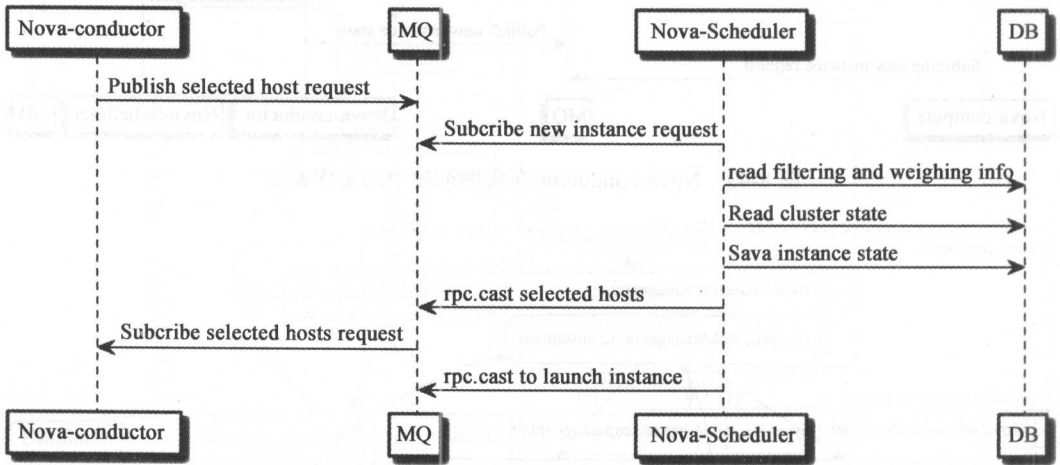 Nova-conductor MQ Nova-Scheduler DB
Publish selected host request
Subcribe new instance request
read filtering and weighing info
Read cluster state
Sava instance state
rpc.cast selected hosts
Subcribe selected hosts request
rpc.cast to launch instance
Nova-conductor MQ Nova-Scheduler DB